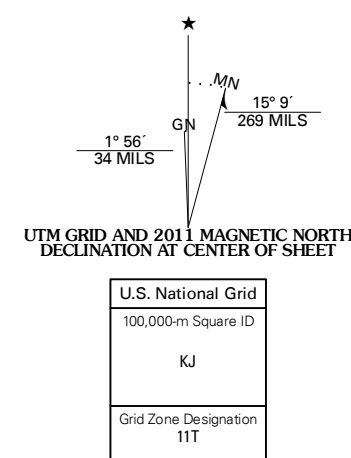 ★
MN
15° 9´
269 MILS
GN
1° 56´
34 MILS
UTM GRID AND 2011 MAGNETIC NORTH
DECLINATION AT CENTER OF SHEET
U.S. National Grid
100,000-m Square ID
KJ
Grid Zone Designation
11T